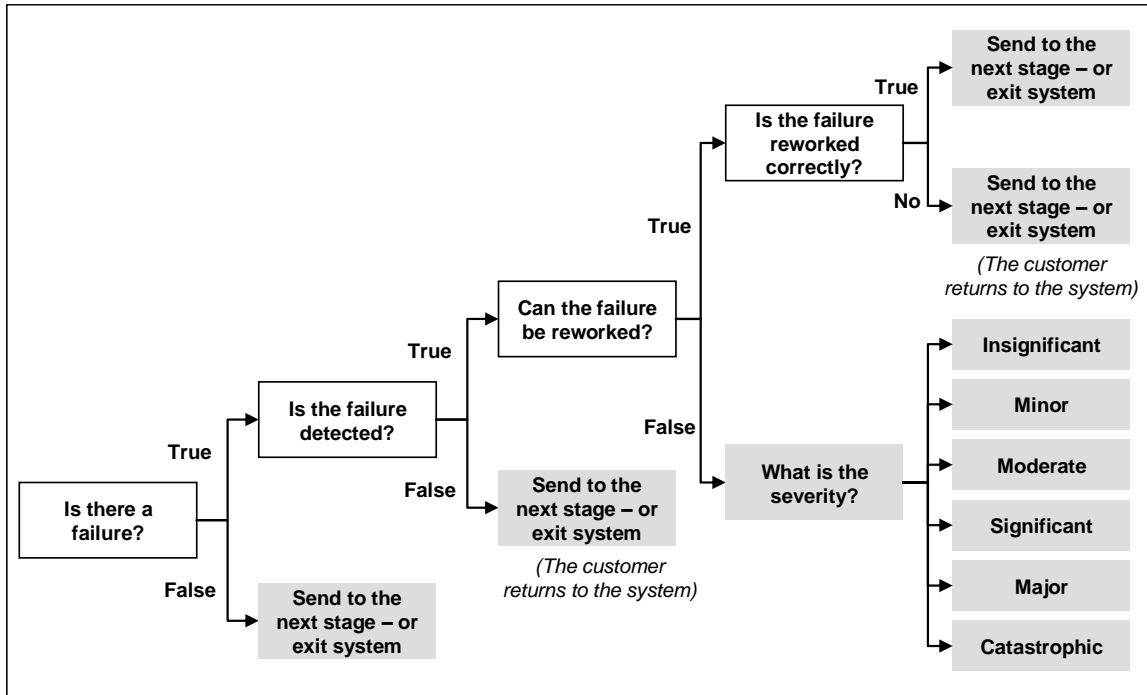 Is there a
failure?
True
False
Is the failure
detected?
Send to the
next stage – or
exit system
True
False
Can the failure
be reworked?
Send to the
next stage – or
exit system
(The customer
returns to the system)
True
False
Is the failure
reworked
correctly?
True
No
Send to the
next stage – or
exit system
Send to the
next stage – or
exit system
(The customer
returns to the system)
What is the
severity?
Insignificant
Minor
Moderate
Significant
Major
Catastrophic